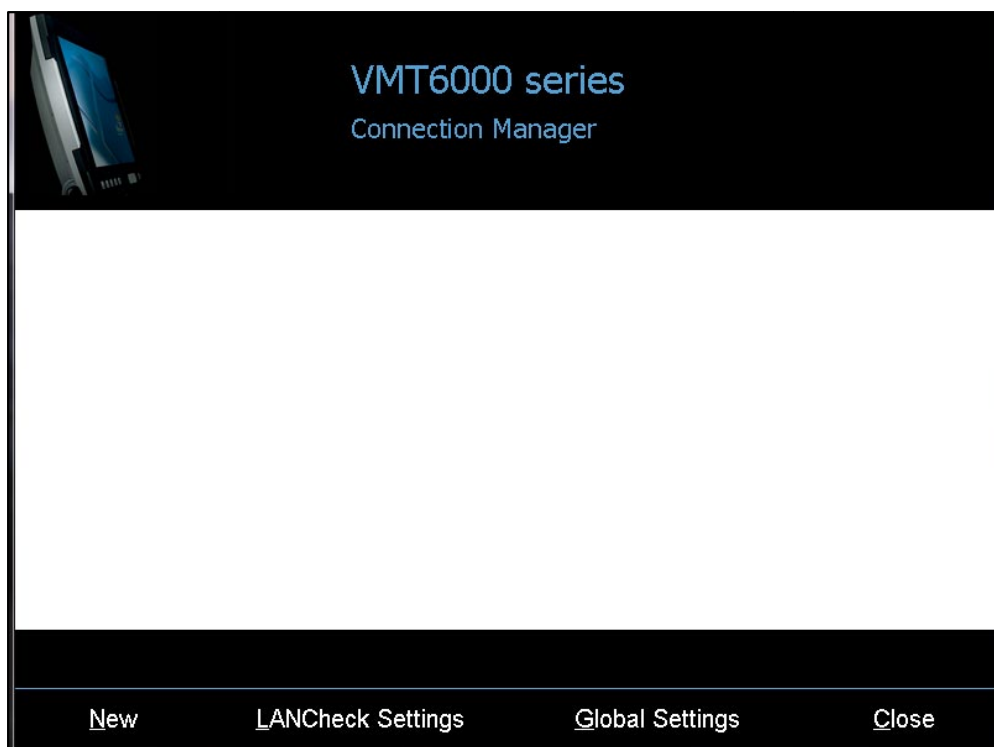 VMT6000 series
Connection Manager
New LANCheck Settings Global Settings Close